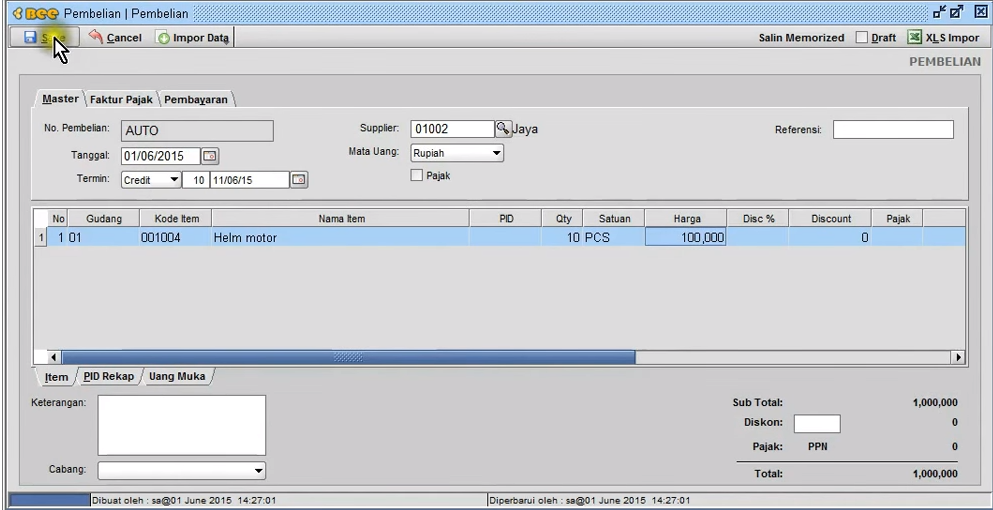 BEE Pembelian | Pembelian
Cancel Impor Data Salin Memorized Draft XLS Impor
PEMBELIAN
Master Faktur Pajak Pembayaran
No. Pembelian: AUTO Supplier: 01002 Jaya Referensi:
Tanggal: 01/06/2015 Mata Uang: Rupiah
Termin: Credit 10 11/06/15 Pajak
No Gudang Kode Item Nama Item PID Qty Satuan Harga Disc % Discount Pajak
1 1 01 001004 Helm motor 10 PCS 100,000 0
Item PID Rekap Uang Muka
Keterangan: Sub Total: 1,000,000
Diskon: 0
Pajak: PPN 0
Cabang: Total: 1,000,000
Dibuat oleh : sa@01 June 2015 14:27:01 Diperbarui oleh : sa@01 June 2015 14:27:01